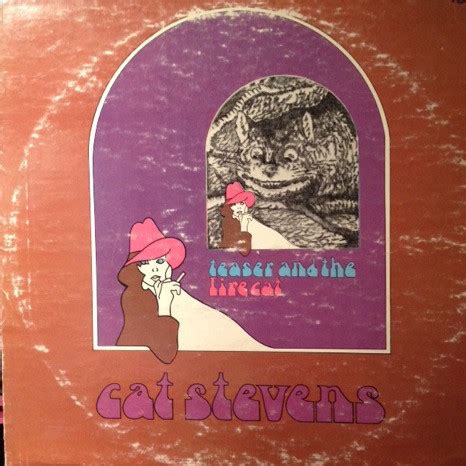 teaser and the
firecat
cat stevens